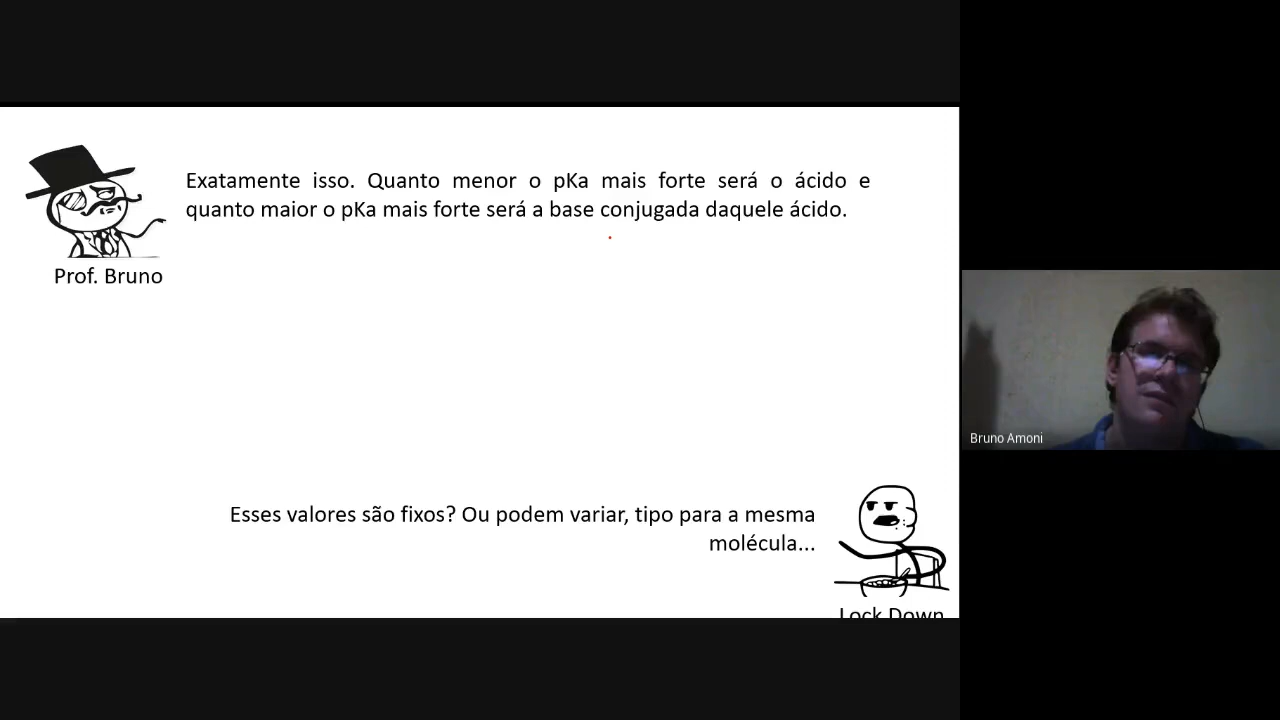 Exatamente isso. Quanto menor o pKa mais forte será o ácido e
quanto maior o pKa mais forte será a base conjugada daquele ácido.
Prof. Bruno
Bruno Amoni
Esses valores são fixos? Ou podem variar, tipo para a mesma
molécula...
Lock Down